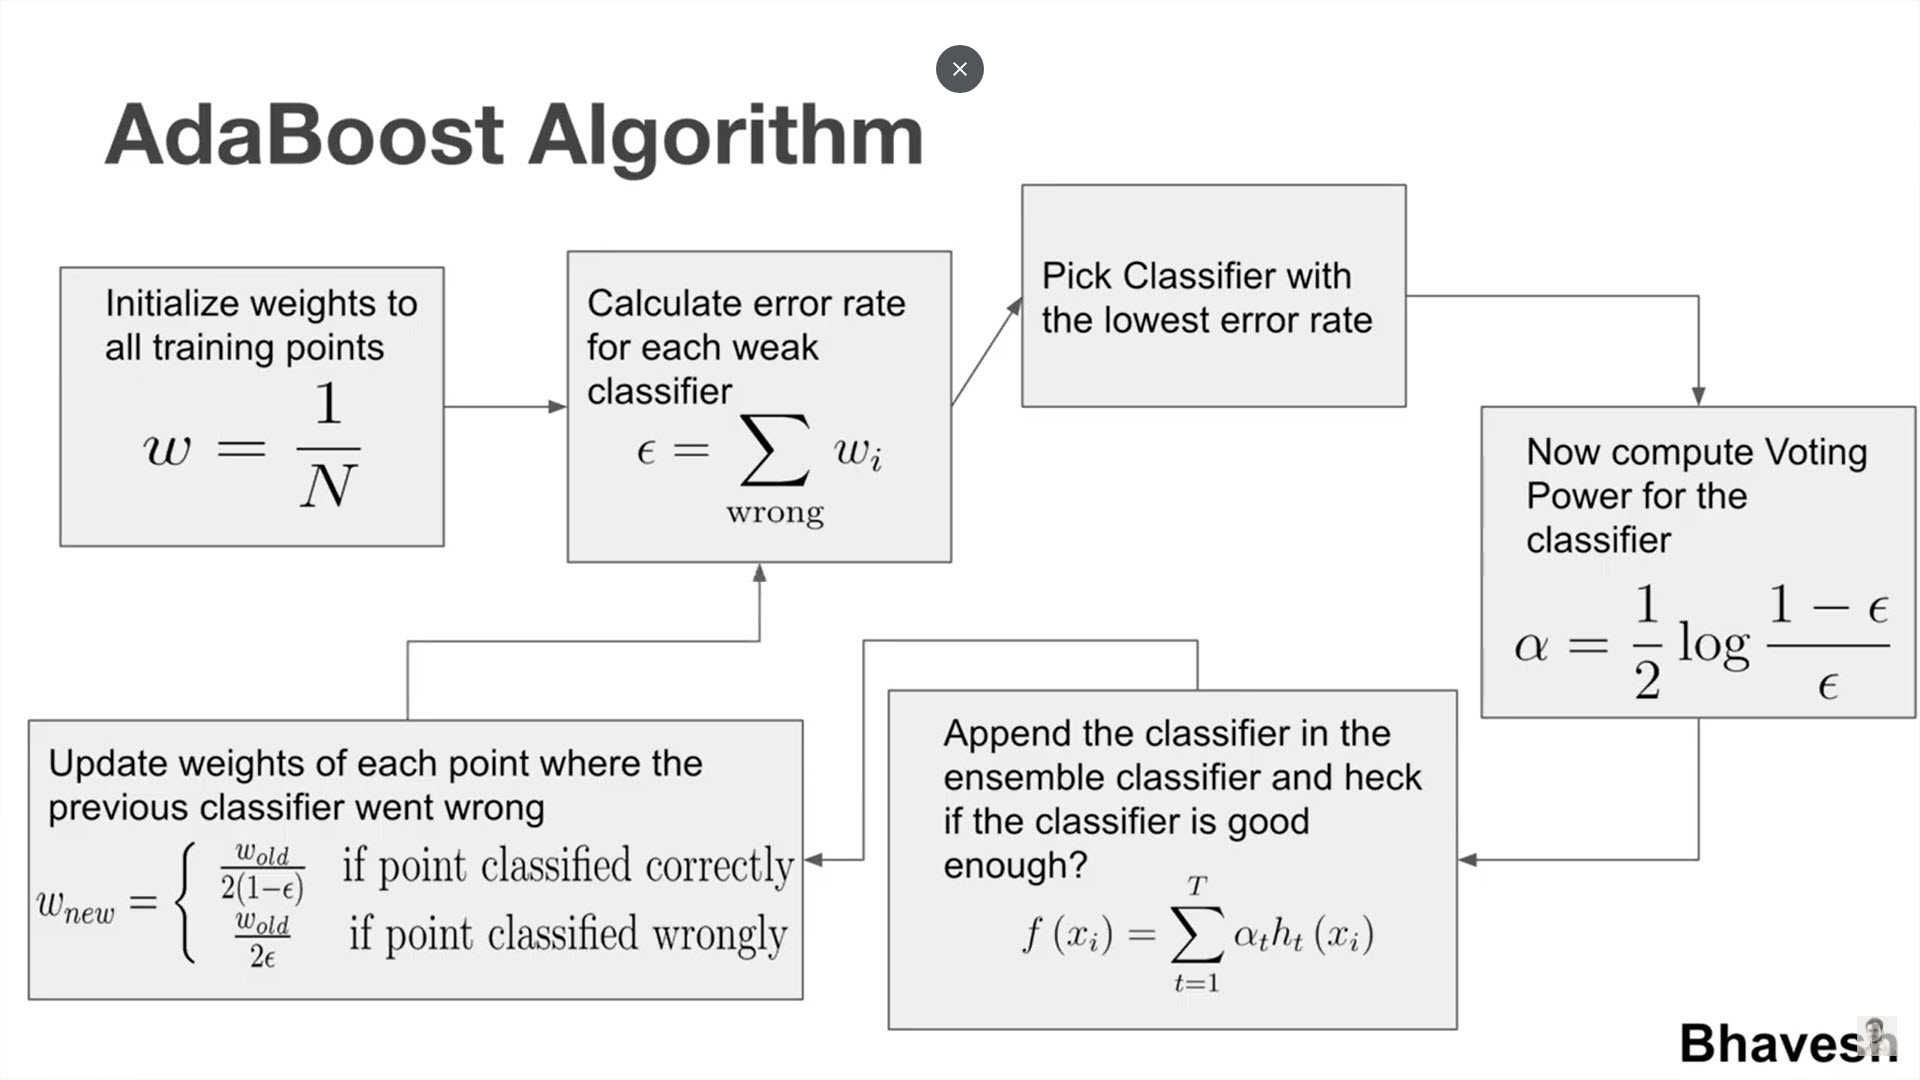 AdaBoost Algorithm
Initialize weights to
all training points
w = 1/N
Calculate error rate
for each weak
classifier
ϵ = ∑ w_i
wrong
Pick Classifier with
the lowest error rate
Now compute Voting
Power for the
classifier
α = 1/2 log (1 − ϵ)/ϵ
Append the classifier in the
ensemble classifier and heck
if the classifier is good
enough?
f (x_i) = ∑_{t=1}^{T} α_t h_t (x_i)
Update weights of each point where the
previous classifier went wrong
w_new = { w_old/2(1−ϵ) if point classified correctly
w_old/2ϵ if point classified wrongly
Bhavesh